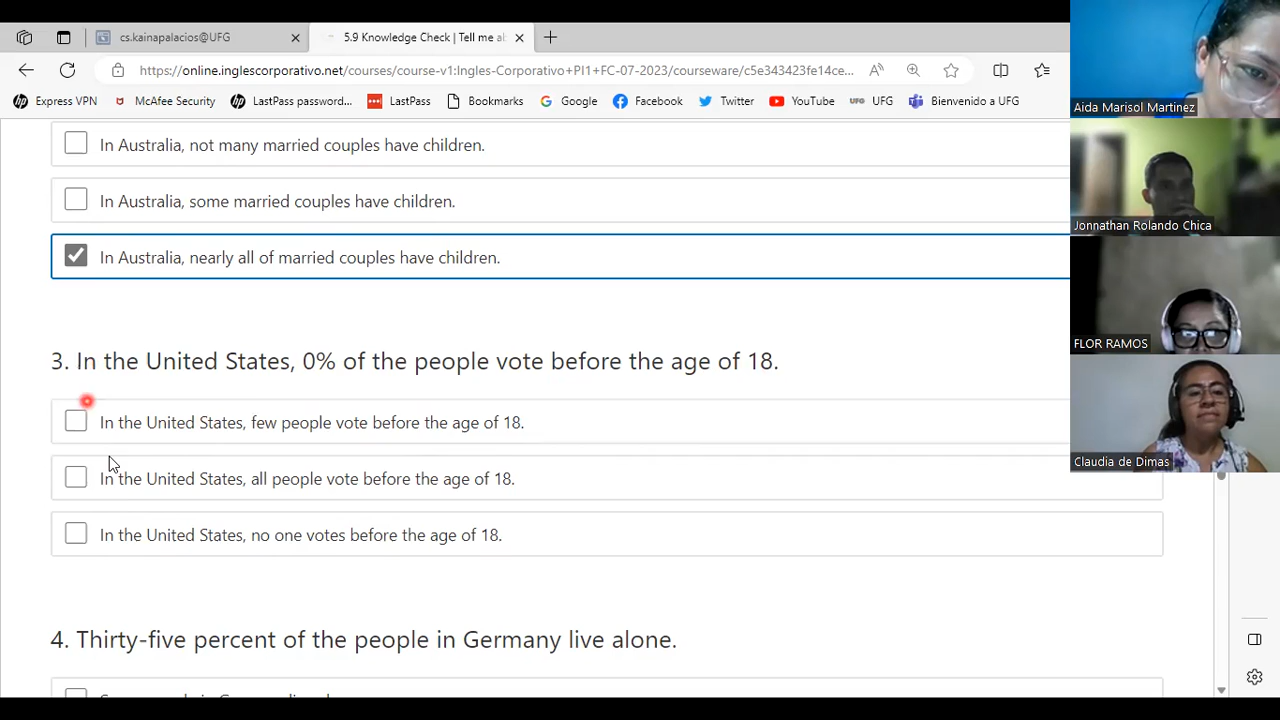 cs.kainapalacios@UFG
5.9 Knowledge Check | Tell me ab
https://online.inglescorporativo.net/courses/course-v1:Ingles-Corporativo+PI1+FC-07-2023/courseware/c5e343423fe14ce...
Express VPN
McAfee Security
LastPass password...
LastPass
Bookmarks
Google
Facebook
Twitter
YouTube
UFG
UFG
Bienvenido a UFG
In Australia, not many married couples have children.
In Australia, some married couples have children.
In Australia, nearly all of married couples have children.
3. In the United States, 0% of the people vote before the age of 18.
In the United States, few people vote before the age of 18.
In the United States, all people vote before the age of 18.
In the United States, no one votes before the age of 18.
4. Thirty-five percent of the people in Germany live alone.
Aida Marisol Martinez
Jonnathan Rolando Chica
FLOR RAMOS
Claudia de Dimas